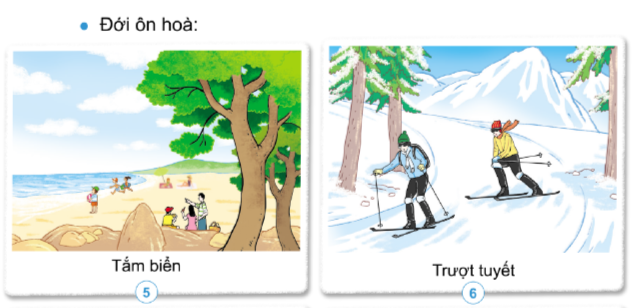 • Đới ôn hoà:
Tắm biển
5
Trượt tuyết
6